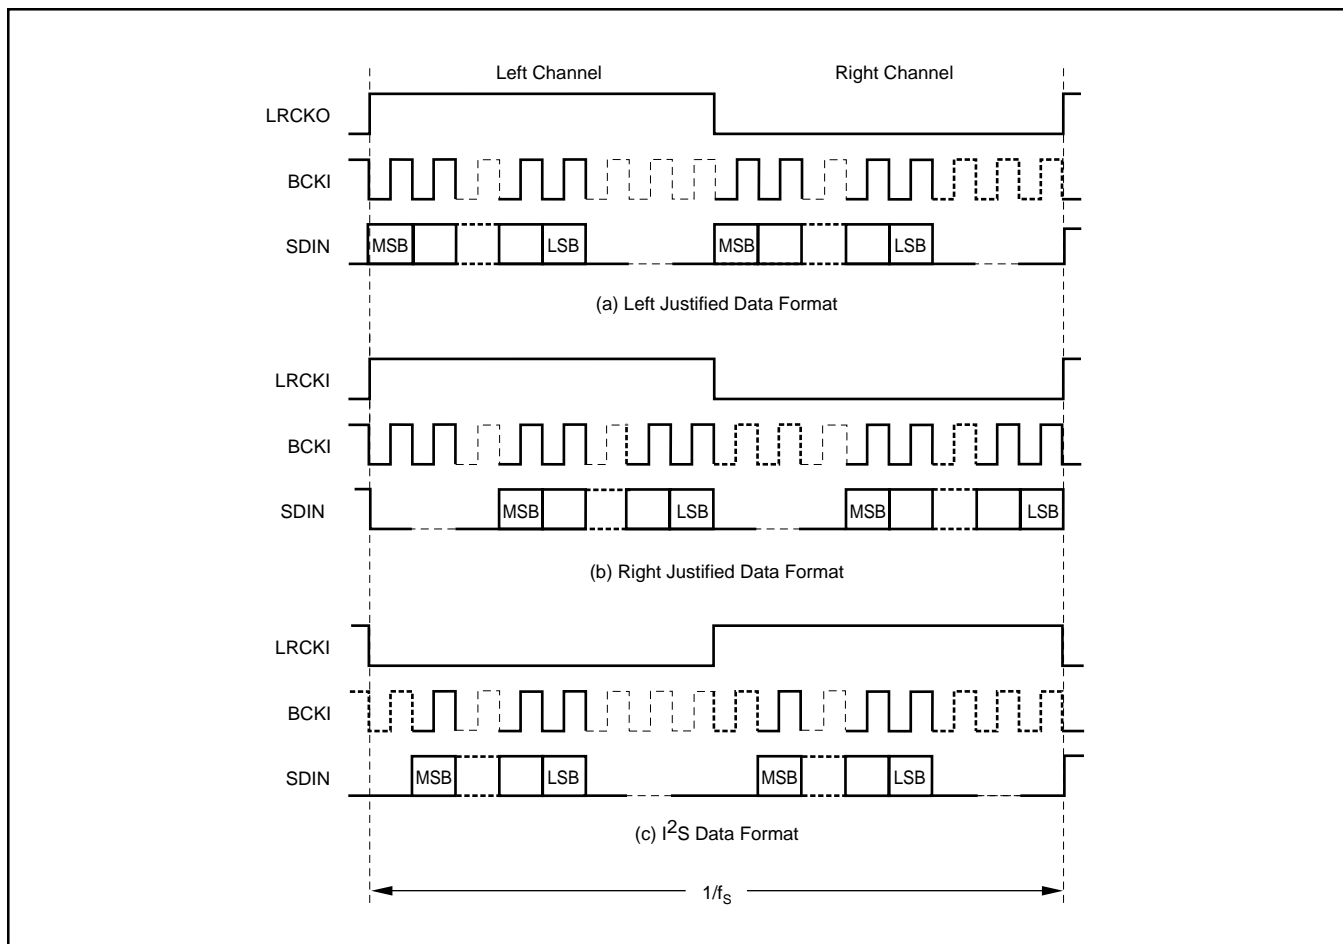 Left Channel Right Channel
LRCKO
BCKI
SDIN MSB LSB MSB LSB
(a) Left Justified Data Format
LRCKI
BCKI
SDIN MSB LSB MSB LSB
(b) Right Justified Data Format
LRCKI
BCKI
SDIN MSB LSB MSB LSB
(c) I²S Data Format
1/fS